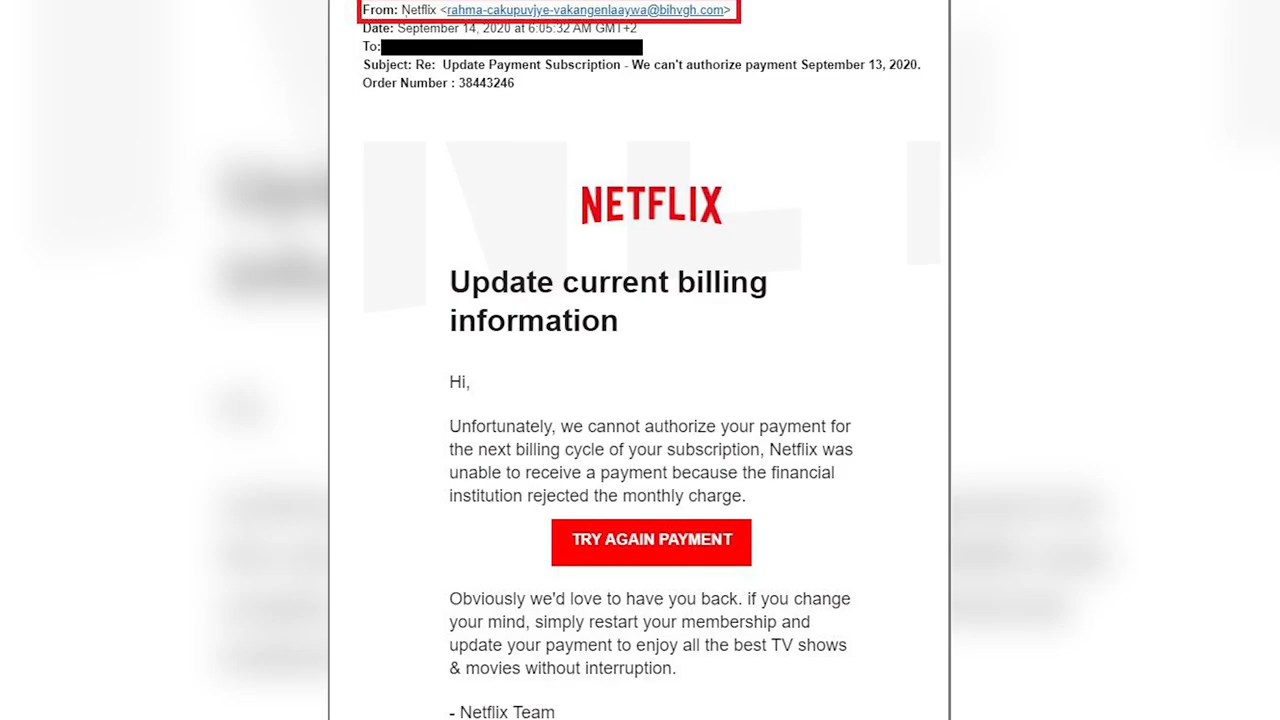 From: Netflix <rahma-cakupuvjye-vakangenlaaywa@bihvgh.com>
Date: September 14, 2020 at 6:05:32 AM GMT+2
To:
Subject: Re: Update Payment Subscription - We can't authorize payment September 13, 2020.
Order Number : 38443246
NETFLIX
Update current billing
information
Hi,
Unfortunately, we cannot authorize your payment for
the next billing cycle of your subscription, Netflix was
unable to receive a payment because the financial
institution rejected the monthly charge.
TRY AGAIN PAYMENT
Obviously we'd love to have you back. if you change
your mind, simply restart your membership and
update your payment to enjoy all the best TV shows
& movies without interruption.
- Netflix Team